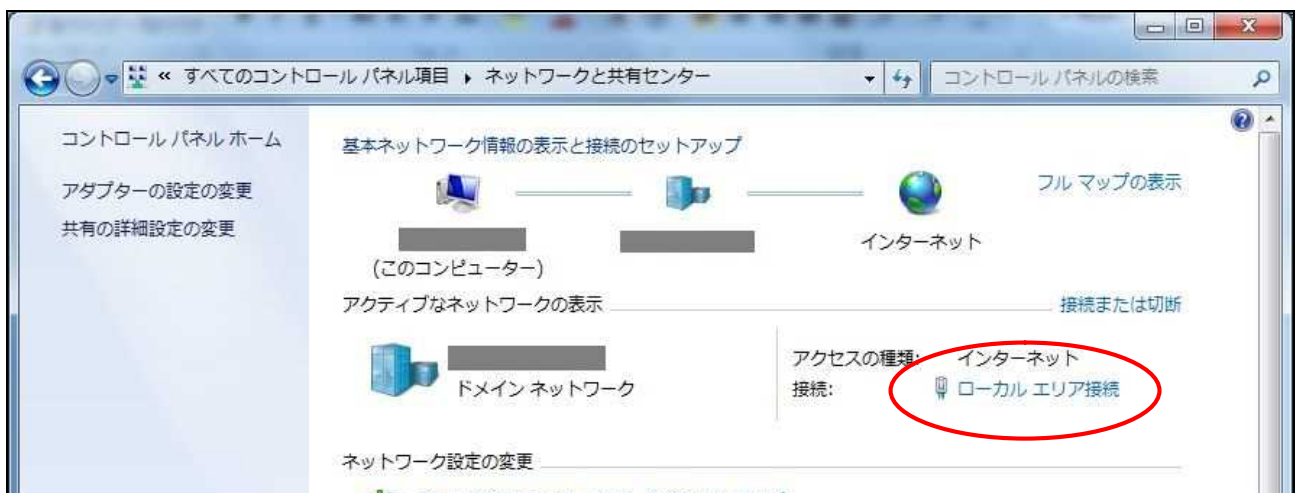 « すべてのコントロール パネル項目 ▸ ネットワークと共有センター
コントロール パネルの検索
コントロール パネル ホーム
アダプターの設定の変更
共有の詳細設定の変更
基本ネットワーク情報の表示と接続のセットアップ
フル マップの表示
インターネット
(このコンピューター)
アクティブなネットワークの表示
接続または切断
ドメイン ネットワーク
アクセスの種類: インターネット
接続: ローカル エリア接続
ネットワーク設定の変更